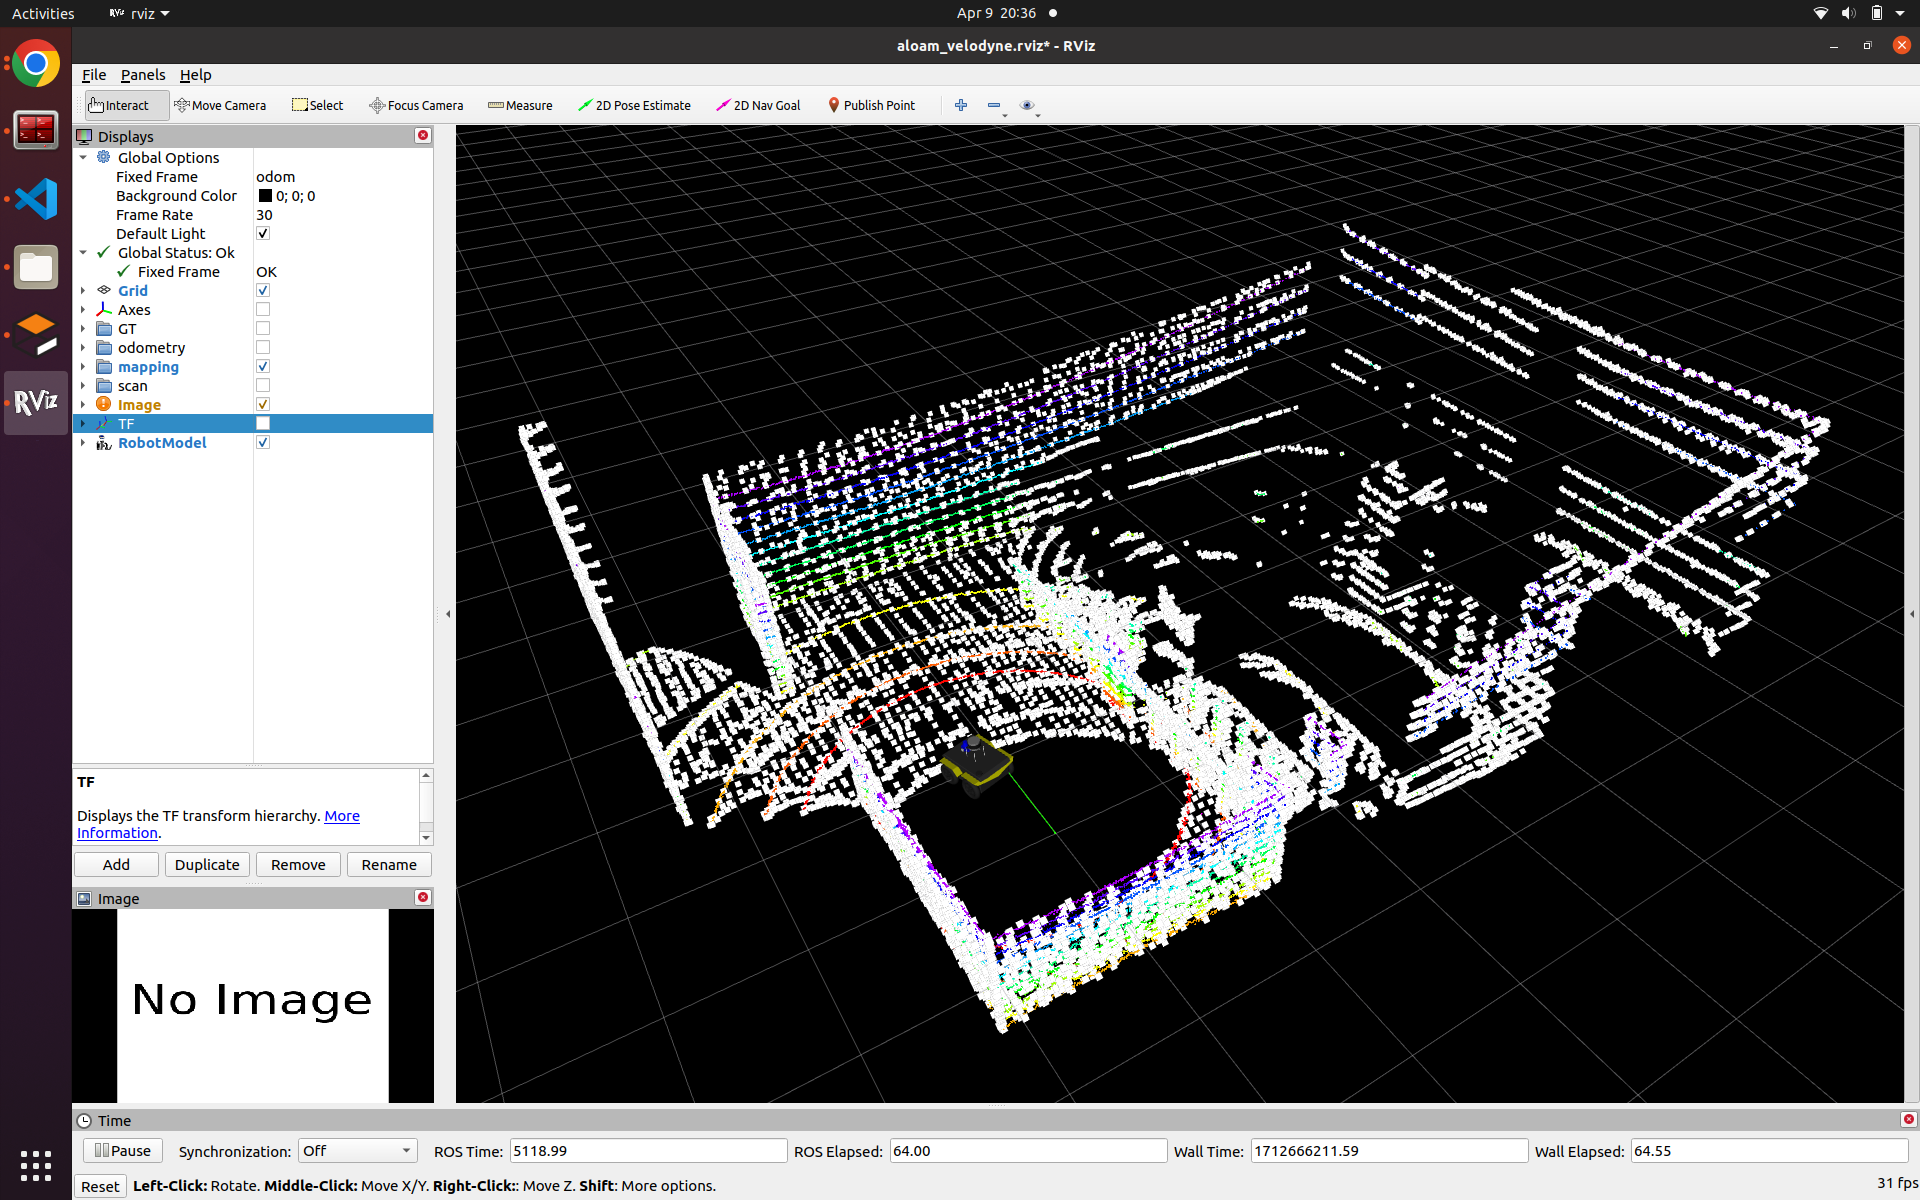 Activities
RViz rviz
Apr 9 20:36
aloam_velodyne.rviz* - RViz
File Panels Help
Interact Move Camera Select Focus Camera Measure 2D Pose Estimate 2D Nav Goal Publish Point
Displays
Global Options
Fixed Frame odom
Background Color 0; 0; 0
Frame Rate 30
Default Light
Global Status: Ok
Fixed Frame OK
Grid
Axes
GT
odometry
mapping
scan
Image
TF
RobotModel
RViz
TF
Displays the TF transform hierarchy. More
Information.
Add Duplicate Remove Rename
Image
No Image
Time
Pause Synchronization: Off ROS Time: 5118.99 ROS Elapsed: 64.00 Wall Time: 1712666211.59 Wall Elapsed: 64.55
Reset Left-Click: Rotate. Middle-Click: Move X/Y. Right-Click:: Move Z. Shift: More options. 31 fps